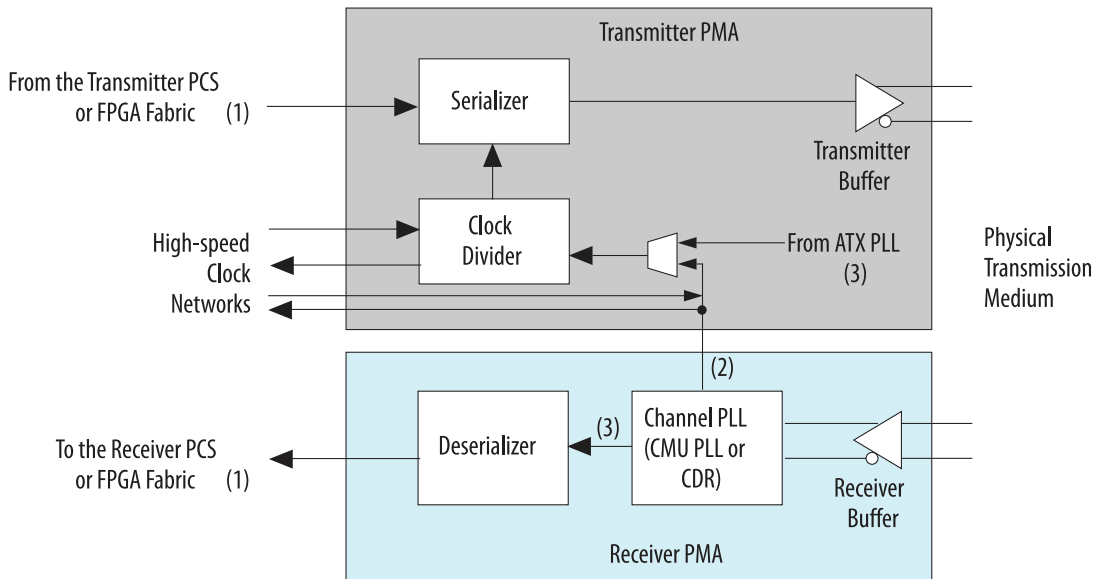 Transmitter PMA
From the Transmitter PCS
or FPGA Fabric (1)
Serializer
Transmitter
Buffer
High-speed
Clock
Networks
Clock
Divider
From ATX PLL
(3)
Physical
Transmission
Medium
(2)
To the Receiver PCS
or FPGA Fabric (1)
Deserializer
(3)
Channel PLL
(CMU PLL or
CDR)
Receiver
Buffer
Receiver PMA